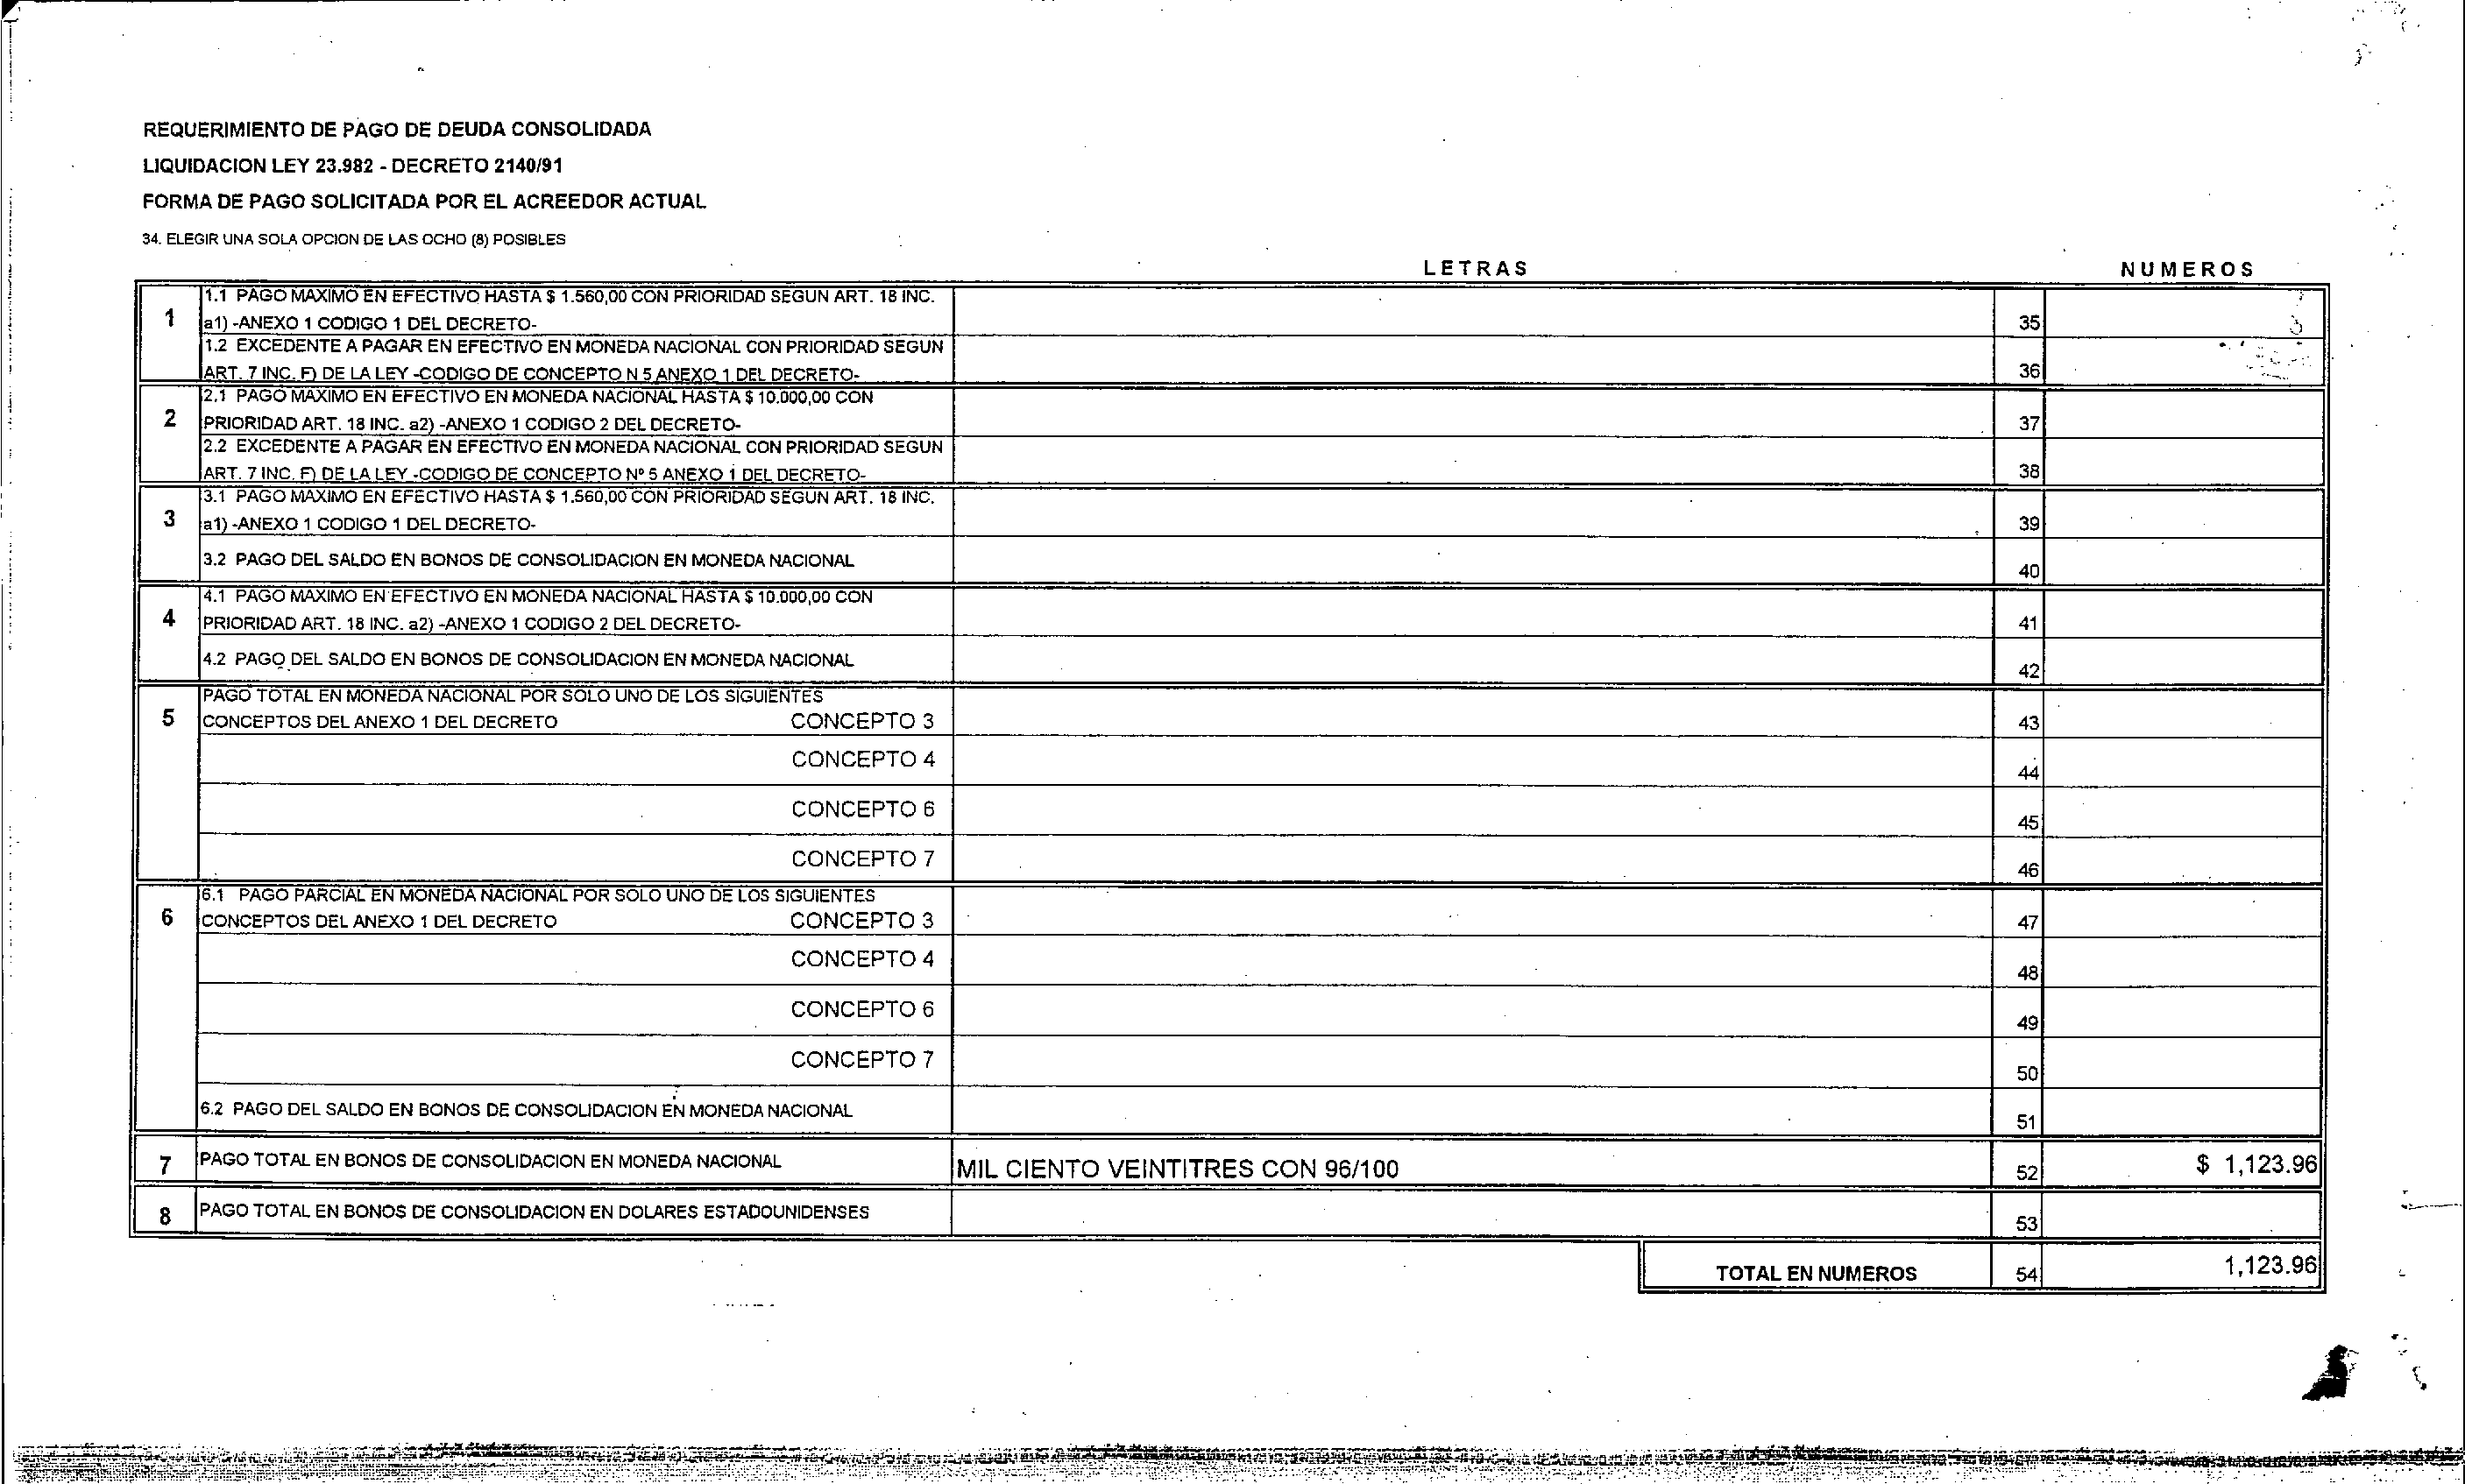 REQUERIMIENTO DE PAGO DE DEUDA CONSOLIDADA
LIQUIDACION LEY 23.982 - DECRETO 2140/91
FORMA DE PAGO SOLICITADA POR EL ACREEDOR ACTUAL
34. ELEGIR UNA SOLA OPCION DE LAS OCHO (8) POSIBLES
LETRAS NUMEROS
1 1.1 PAGO MAXIMO EN EFECTIVO HASTA $ 1.560,00 CON PRIORIDAD SEGUN ART. 18 INC.
a1) -ANEXO 1 CODIGO 1 DEL DECRETO- 35
1.2 EXCEDENTE A PAGAR EN EFECTIVO EN MONEDA NACIONAL CON PRIORIDAD SEGUN
ART. 7 INC. F) DE LA LEY -CODIGO DE CONCEPTO N 5 ANEXO 1 DEL DECRETO- 36
2 2.1 PAGO MAXIMO EN EFECTIVO EN MONEDA NACIONAL HASTA $ 10.000,00 CON
PRIORIDAD ART. 18 INC. a2) -ANEXO 1 CODIGO 2 DEL DECRETO- 37
2.2 EXCEDENTE A PAGAR EN EFECTIVO EN MONEDA NACIONAL CON PRIORIDAD SEGUN
ART. 7 INC. F) DE LA LEY -CODIGO DE CONCEPTO Nº 5 ANEXO 1 DEL DECRETO- 38
3 3.1 PAGO MAXIMO EN EFECTIVO HASTA $ 1.560,00 CON PRIORIDAD SEGUN ART. 18 INC.
a1) -ANEXO 1 CODIGO 1 DEL DECRETO- 39
3.2 PAGO DEL SALDO EN BONOS DE CONSOLIDACION EN MONEDA NACIONAL 40
4 4.1 PAGO MAXIMO EN EFECTIVO EN MONEDA NACIONAL HASTA $ 10.000,00 CON
PRIORIDAD ART. 18 INC. a2) -ANEXO 1 CODIGO 2 DEL DECRETO- 41
4.2 PAGO DEL SALDO EN BONOS DE CONSOLIDACION EN MONEDA NACIONAL 42
5 PAGO TOTAL EN MONEDA NACIONAL POR SOLO UNO DE LOS SIGUIENTES
CONCEPTOS DEL ANEXO 1 DEL DECRETO CONCEPTO 3 43
CONCEPTO 4 44
CONCEPTO 6 45
CONCEPTO 7 46
6 6.1 PAGO PARCIAL EN MONEDA NACIONAL POR SOLO UNO DE LOS SIGUIENTES
CONCEPTOS DEL ANEXO 1 DEL DECRETO CONCEPTO 3 47
CONCEPTO 4 48
CONCEPTO 6 49
CONCEPTO 7 50
6.2 PAGO DEL SALDO EN BONOS DE CONSOLIDACION EN MONEDA NACIONAL 51
7 PAGO TOTAL EN BONOS DE CONSOLIDACION EN MONEDA NACIONAL MIL CIENTO VEINTITRES CON 96/100 52 $ 1,123.96
8 PAGO TOTAL EN BONOS DE CONSOLIDACION EN DOLARES ESTADOUNIDENSES 53
TOTAL EN NUMEROS 54 1,123.96